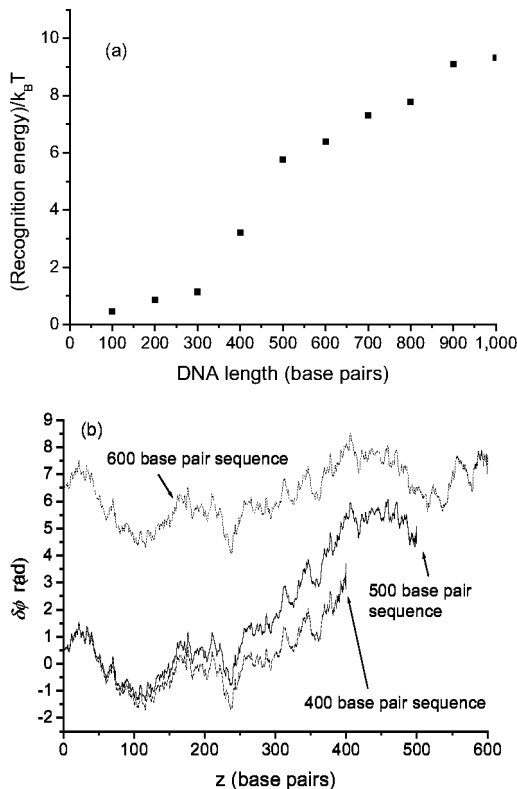 (a)
(Recognition energy)/k_BT
10
8
6
4
2
0
0 100 200 300 400 500 600 700 800 900 1,000
DNA length (base pairs)
(b)
δϕ rad)
9
8
7
6
5
4
3
2
1
0
-1
-2
600 base pair sequence
500 base pair
sequence
400 base pair sequence
0 100 200 300 400 500 600
z (base pairs)